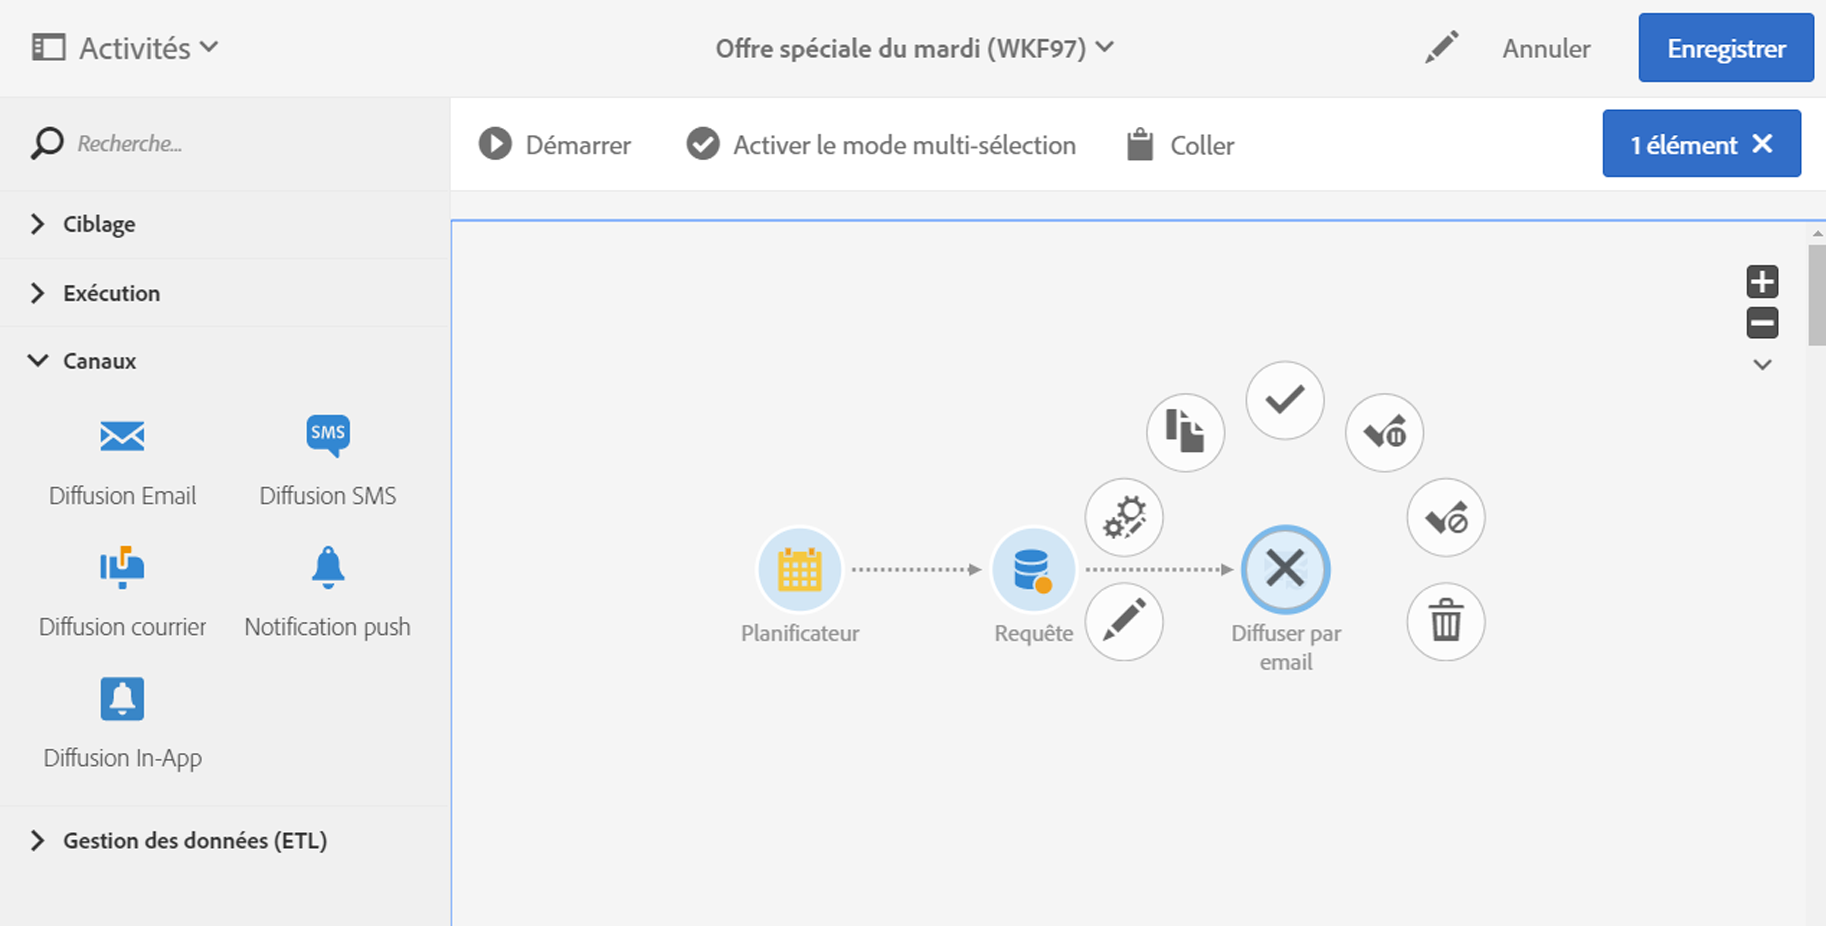 Activités
Offre spéciale du mardi (WKF97)
Annuler
Enregistrer
Recherche...
Démarrer
Activer le mode multi-sélection
Coller
1 élément
Ciblage
Exécution
Canaux
SMS
Diffusion Email
Diffusion SMS
Diffusion courrier
Notification push
Diffusion In-App
Gestion des données (ETL)
Planificateur
Requête
Diffuser par
email